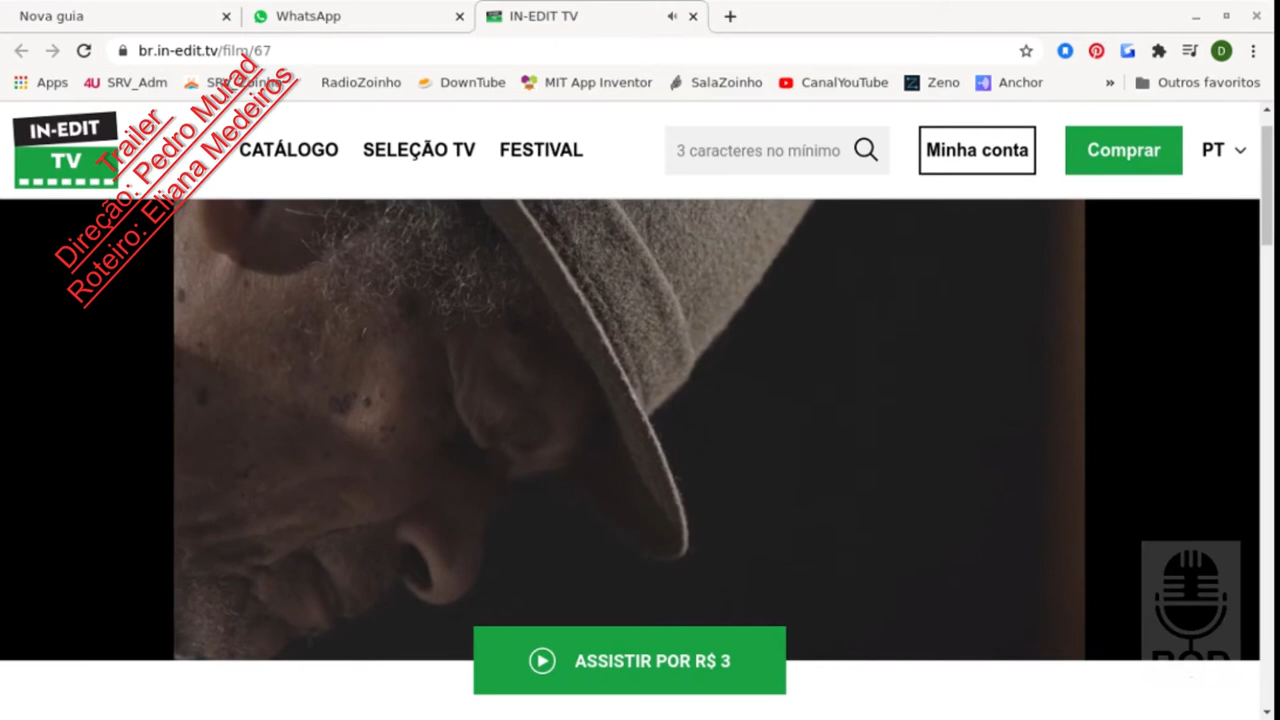 Nova guia
WhatsApp
IN-EDIT TV
br.in-edit.tv/film/67
D
Apps
SRV_Adm
RadioZoinho
DownTube
MIT App Inventor
SalaZoinho
CanalYouTube
Zeno
Anchor
»
Outros favoritos
Trailer
Direção: Pedro Murad
Roteiro: Eliana Medeiros
IN-EDIT
TV
CATÁLOGO
SELEÇÃO TV
FESTIVAL
3 caracteres no mínimo
Minha conta
Comprar
PT
ASSISTIR POR R$ 3